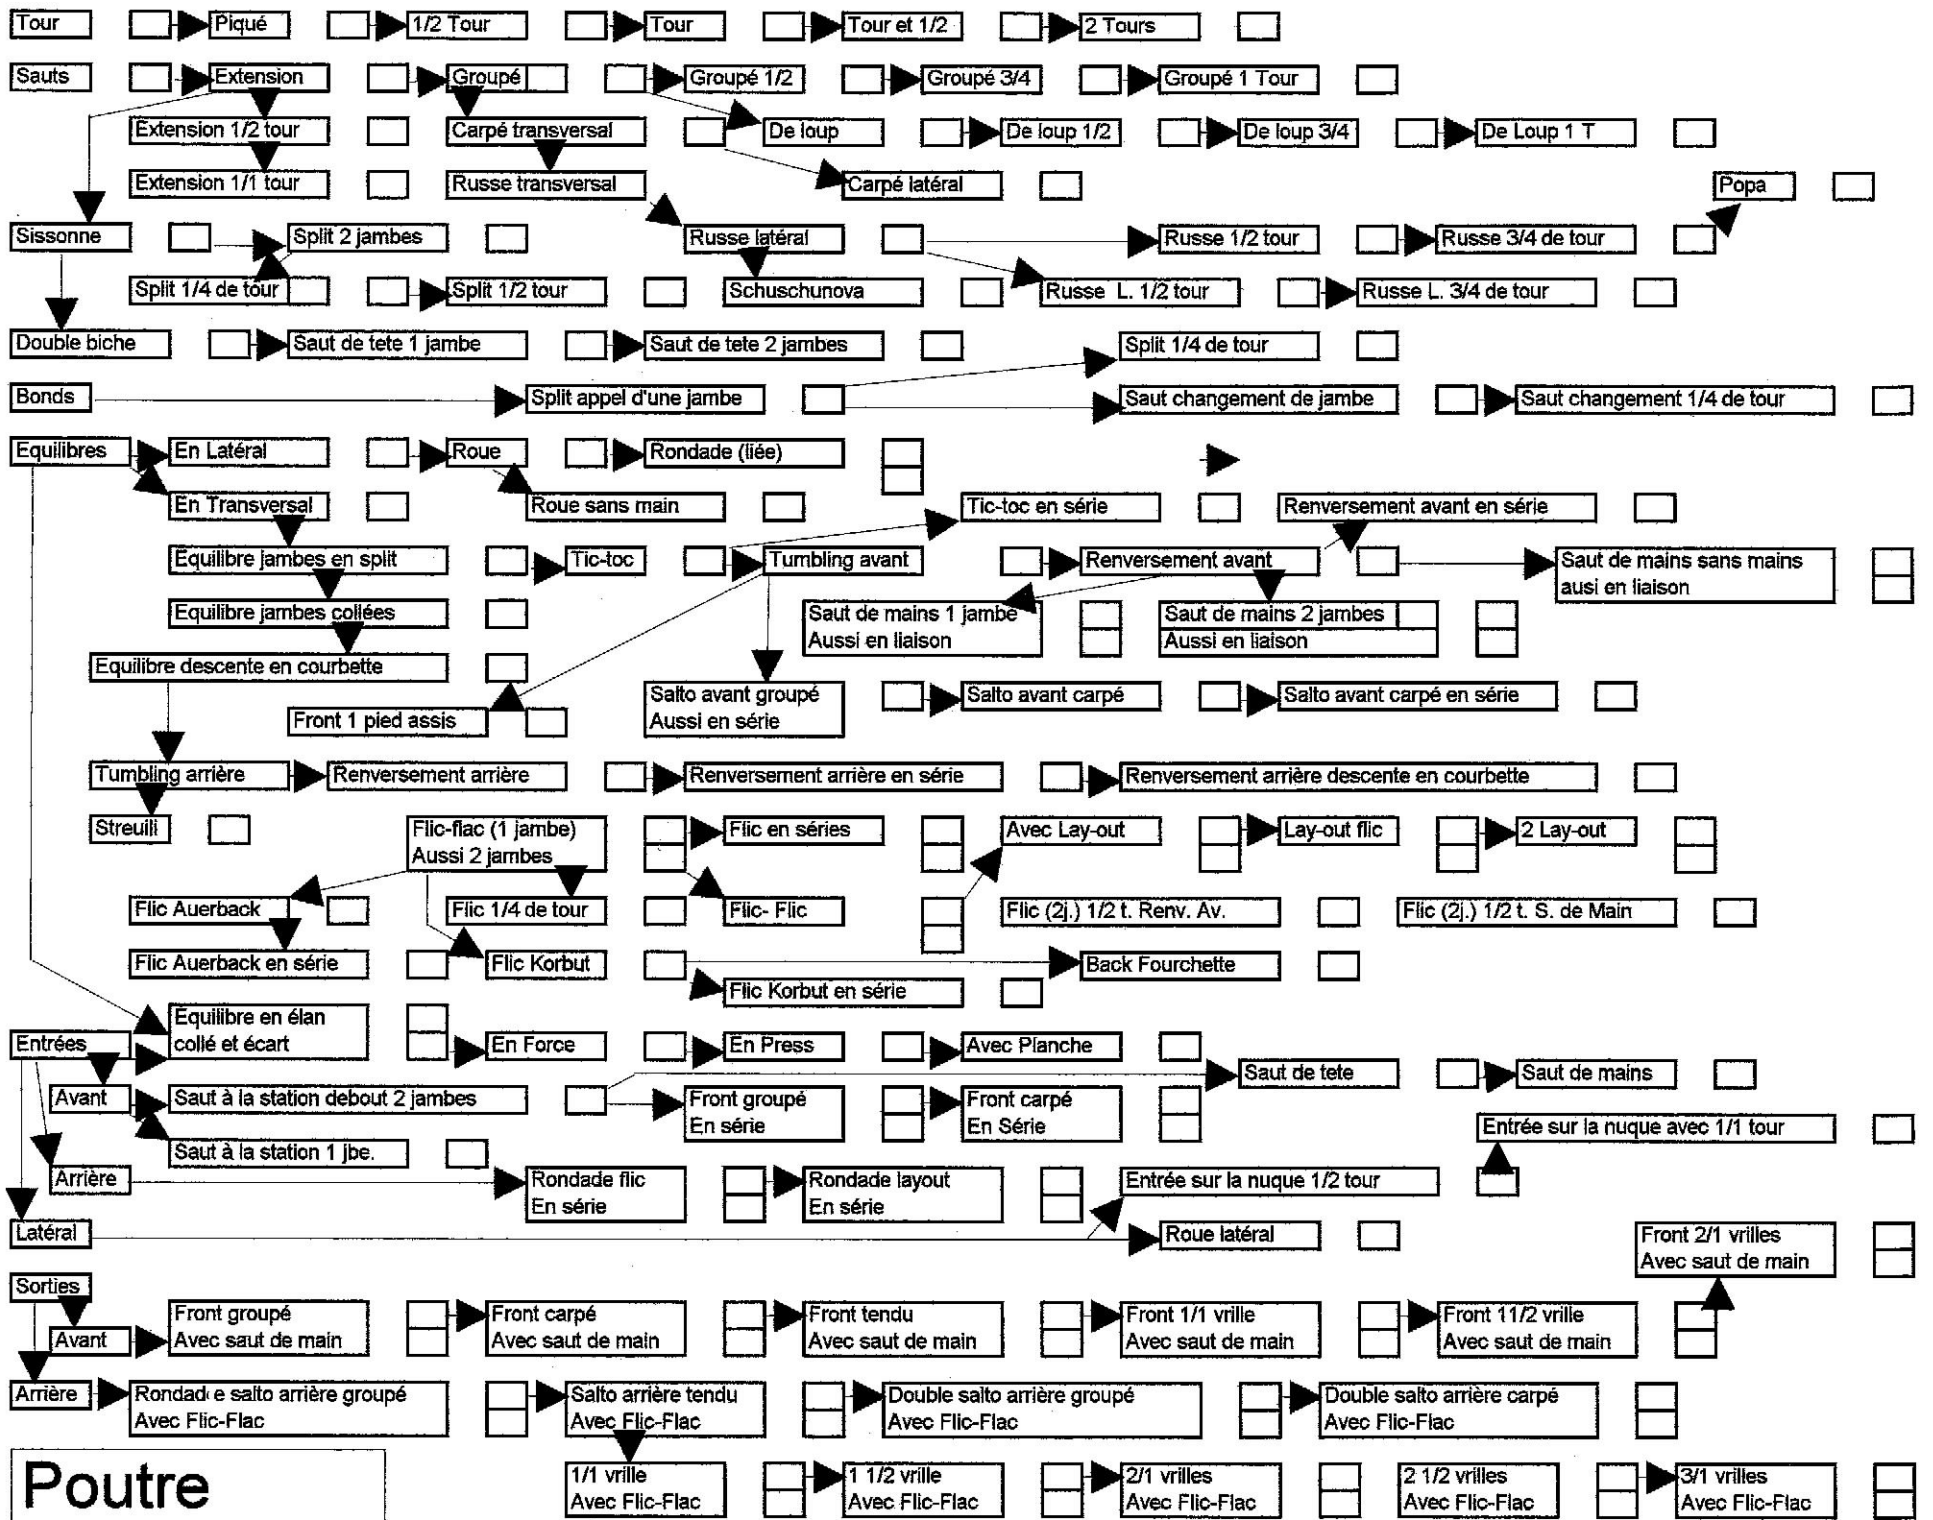 Tour Piqué 1/2 Tour Tour Tour et 1/2 2 Tours
Sauts Extension Groupé Groupé 1/2 Groupé 3/4 Groupé 1 Tour
Extension 1/2 tour Carpé transversal De loup De loup 1/2 De loup 3/4 De Loup 1 T
Extension 1/1 tour Russe transversal Carpé latéral Popa
Sissonne Split 2 jambes Russe latéral Russe 1/2 tour Russe 3/4 de tour
Split 1/4 de tour Split 1/2 tour Schuschunova Russe L. 1/2 tour Russe L. 3/4 de tour
Double biche Saut de tete 1 jambe Saut de tete 2 jambes Split 1/4 de tour
Bonds Split appel d'une jambe Saut changement de jambe Saut changement 1/4 de tour
Equilibres En Latéral Roue Rondade (liée)
En Transversal Roue sans main Tic-toc en série Renversement avant en série
Equilibre jambes en split Tic-toc Tumbling avant Renversement avant Saut de mains sans mains
ausi en liaison
Equilibre jambes collées Saut de mains 1 jambe Saut de mains 2 jambes
Aussi en liaison Aussi en liaison
Equilibre descente en courbette
Salto avant groupé Salto avant carpé Salto avant carpé en série
Front 1 pied assis Aussi en série
Tumbling arrière Renversement arrière Renversement arrière en série Renversement arrière descente en courbette
Streuili Flic-flac (1 jambe) Flic en séries Avec Lay-out Lay-out flic 2 Lay-out
Aussi 2 jambes
Flic Auerback Flic 1/4 de tour Flic- Flic Flic (2j.) 1/2 t. Renv. Av. Flic (2j.) 1/2 t. S. de Main
Flic Auerback en série Flic Korbut Back Fourchette
Flic Korbut en série
Equilibre en élan
Entrées collé et écart En Force En Press Avec Planche
Saut de tete Saut de mains
Avant Saut à la station debout 2 jambes Front groupé Front carpé
En série En Série Entrée sur la nuque avec 1/1 tour
Saut à la station 1 jbe.
Arrière Rondade flic Rondade layout Entrée sur la nuque 1/2 tour
En série En série
Latéral Roue latéral Front 2/1 vrilles
Avec saut de main
Sorties
Front groupé Front carpé Front tendu Front 1/1 vrille Front 11/2 vrille
Avant Avec saut de main Avec saut de main Avec saut de main Avec saut de main Avec saut de main
Arrière Rondade salto arrière groupé Salto arrière tendu Double salto arrière groupé Double salto arrière carpé
Avec Flic-Flac Avec Flic-Flac Avec Flic-Flac Avec Flic-Flac
Poutre
1/1 vrille 1 1/2 vrille 2/1 vrilles 2 1/2 vrilles 3/1 vrilles
Avec Flic-Flac Avec Flic-Flac Avec Flic-Flac Avec Flic-Flac Avec Flic-Flac